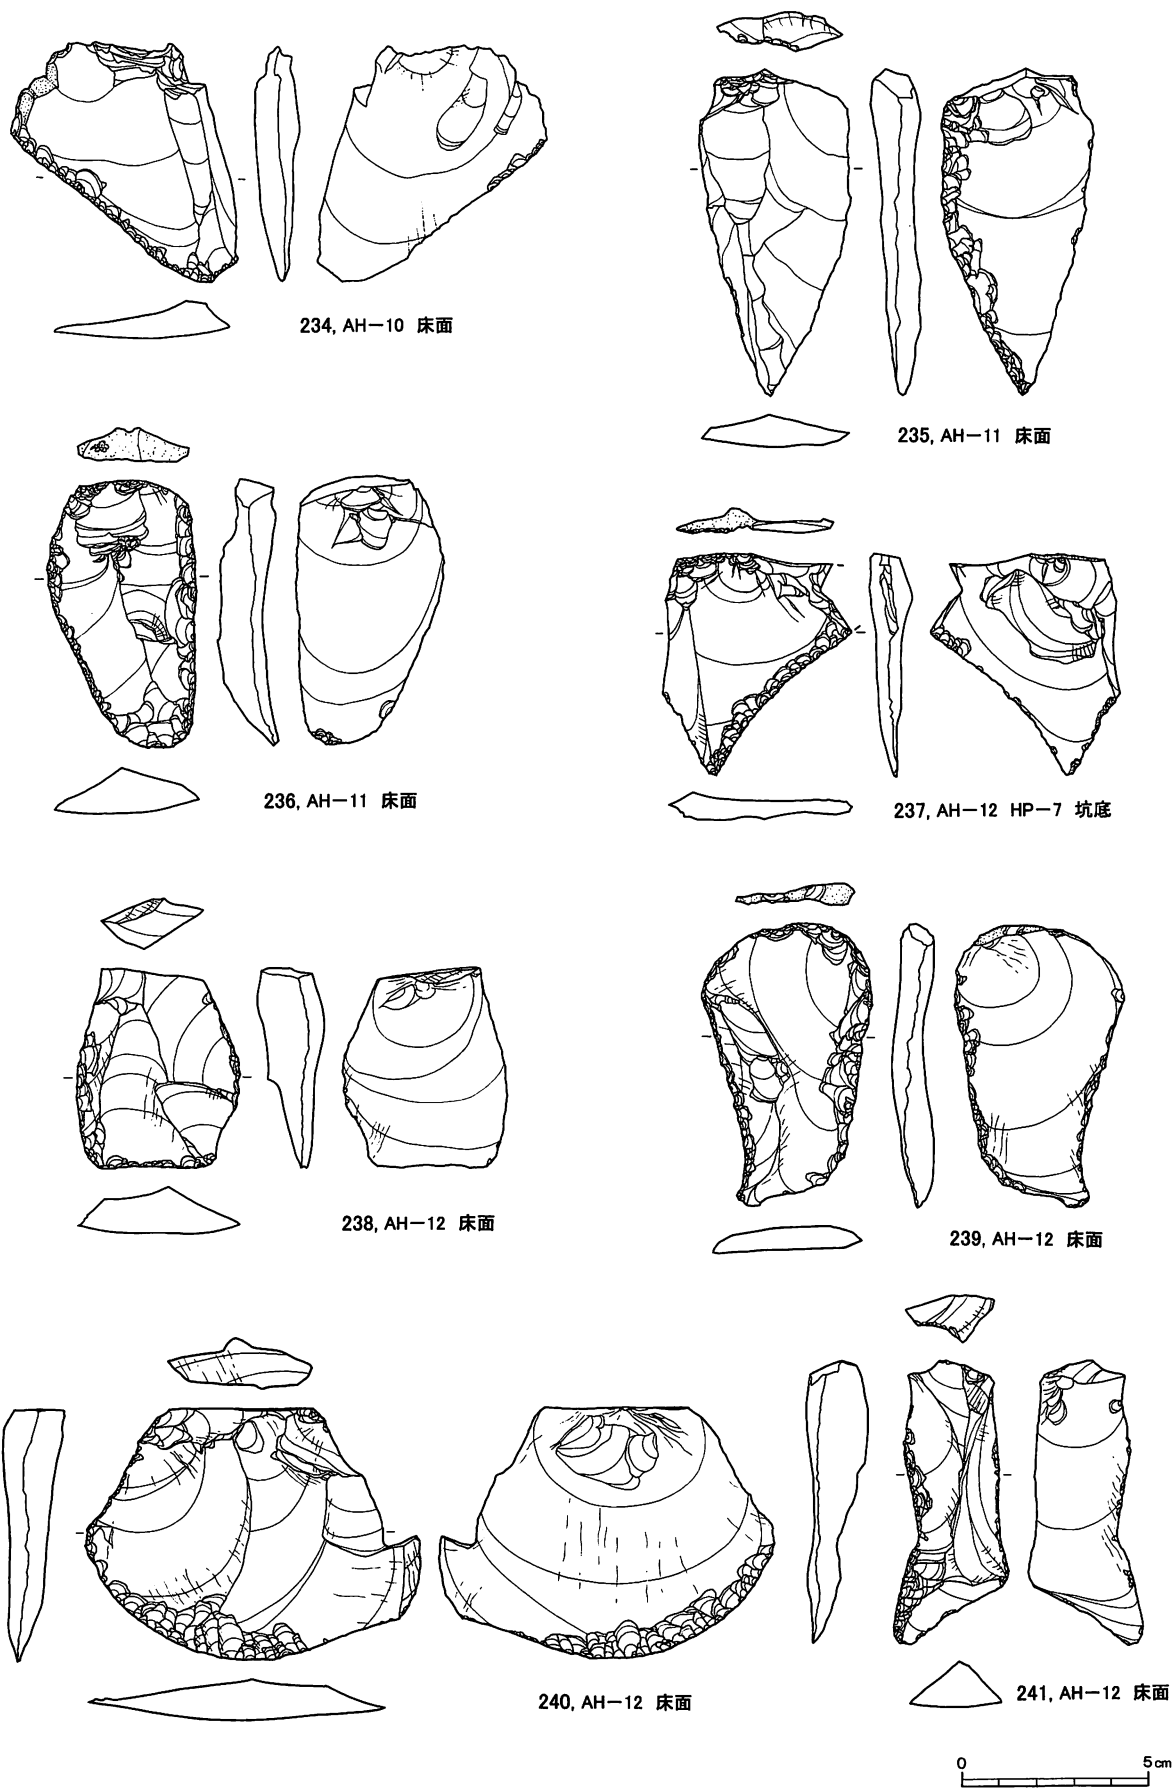 234, AH－10 床面
235, AH－11 床面
236, AH－11 床面
237, AH－12 HP－7 坑底
238, AH－12 床面
239, AH－12 床面
240, AH－12 床面
241, AH－12 床面
0 5cm